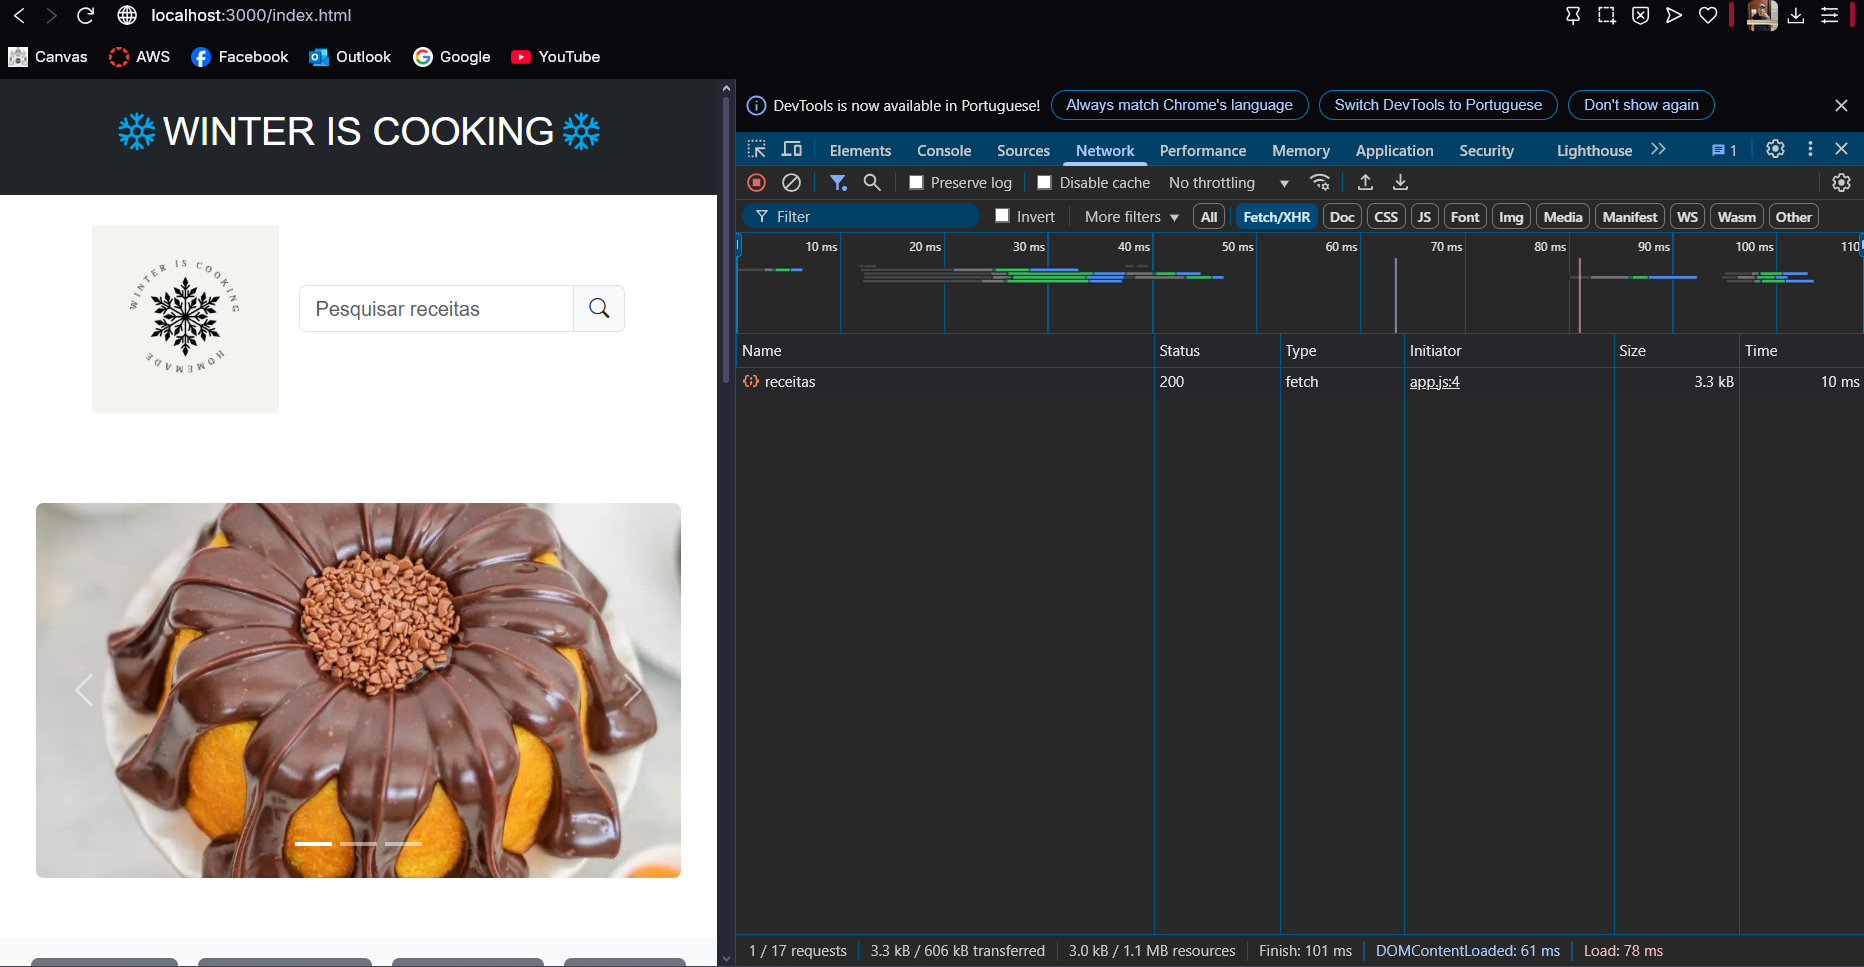 localhost:3000/index.html
Canvas AWS Facebook Outlook Google YouTube
WINTER IS COOKING
WINTER IS COOKING
HOMEMADE
Pesquisar receitas
DevTools is now available in Portuguese! Always match Chrome's language Switch DevTools to Portuguese Don't show again
Elements Console Sources Network Performance Memory Application Security Lighthouse 1
Preserve log Disable cache No throttling
Filter Invert More filters All Fetch/XHR Doc CSS JS Font Img Media Manifest WS Wasm Other
10 ms 20 ms 30 ms 40 ms 50 ms 60 ms 70 ms 80 ms 90 ms 100 ms 110
Name Status Type Initiator Size Time
receitas 200 fetch app.js:4 3.3 kB 10 ms
1 / 17 requests 3.3 kB / 606 kB transferred 3.0 kB / 1.1 MB resources Finish: 101 ms DOMContentLoaded: 61 ms Load: 78 ms